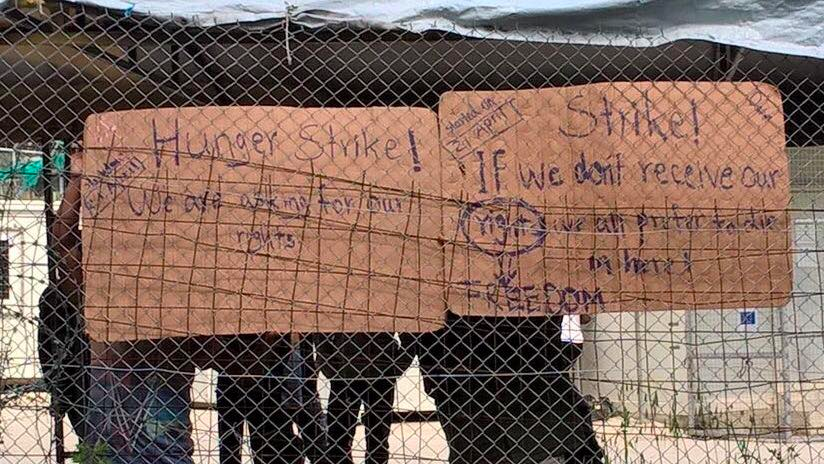 Hunger Strike!
We are asking for our
rights
Started on
21 April
Strike!
If we don't receive our
right we all prefer to die
in here!
FREEDOM